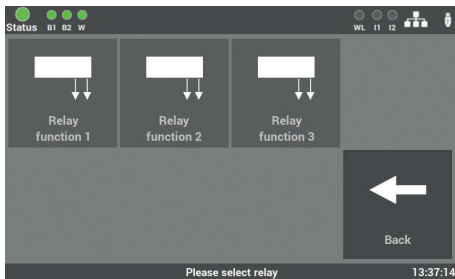 Status B1 B2 W WL I1 I2
Relay
function 1
Relay
function 2
Relay
function 3
Back
Please select relay 13:37:14